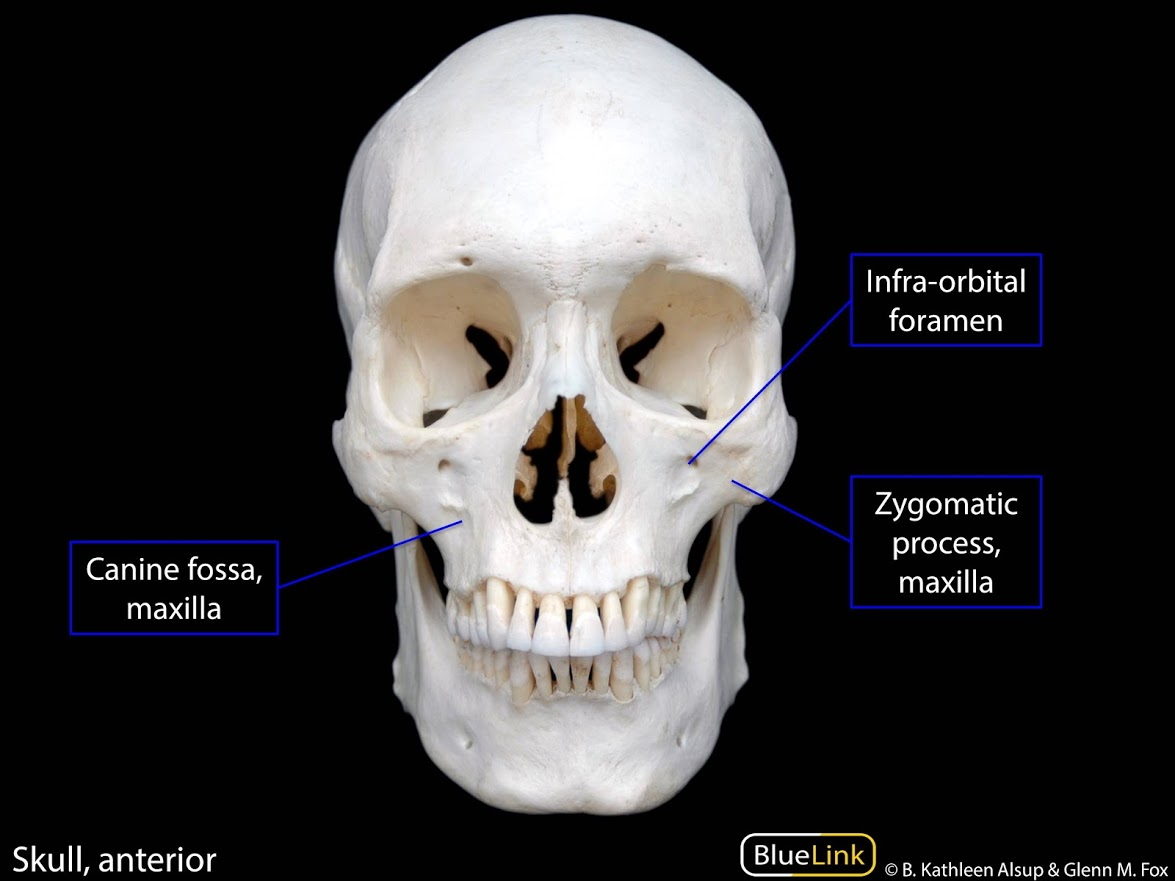 Infra-orbital
foramen
Zygomatic
process,
maxilla
Canine fossa,
maxilla
Skull, anterior
BlueLink
© B. Kathleen Alsup & Glenn M. Fox